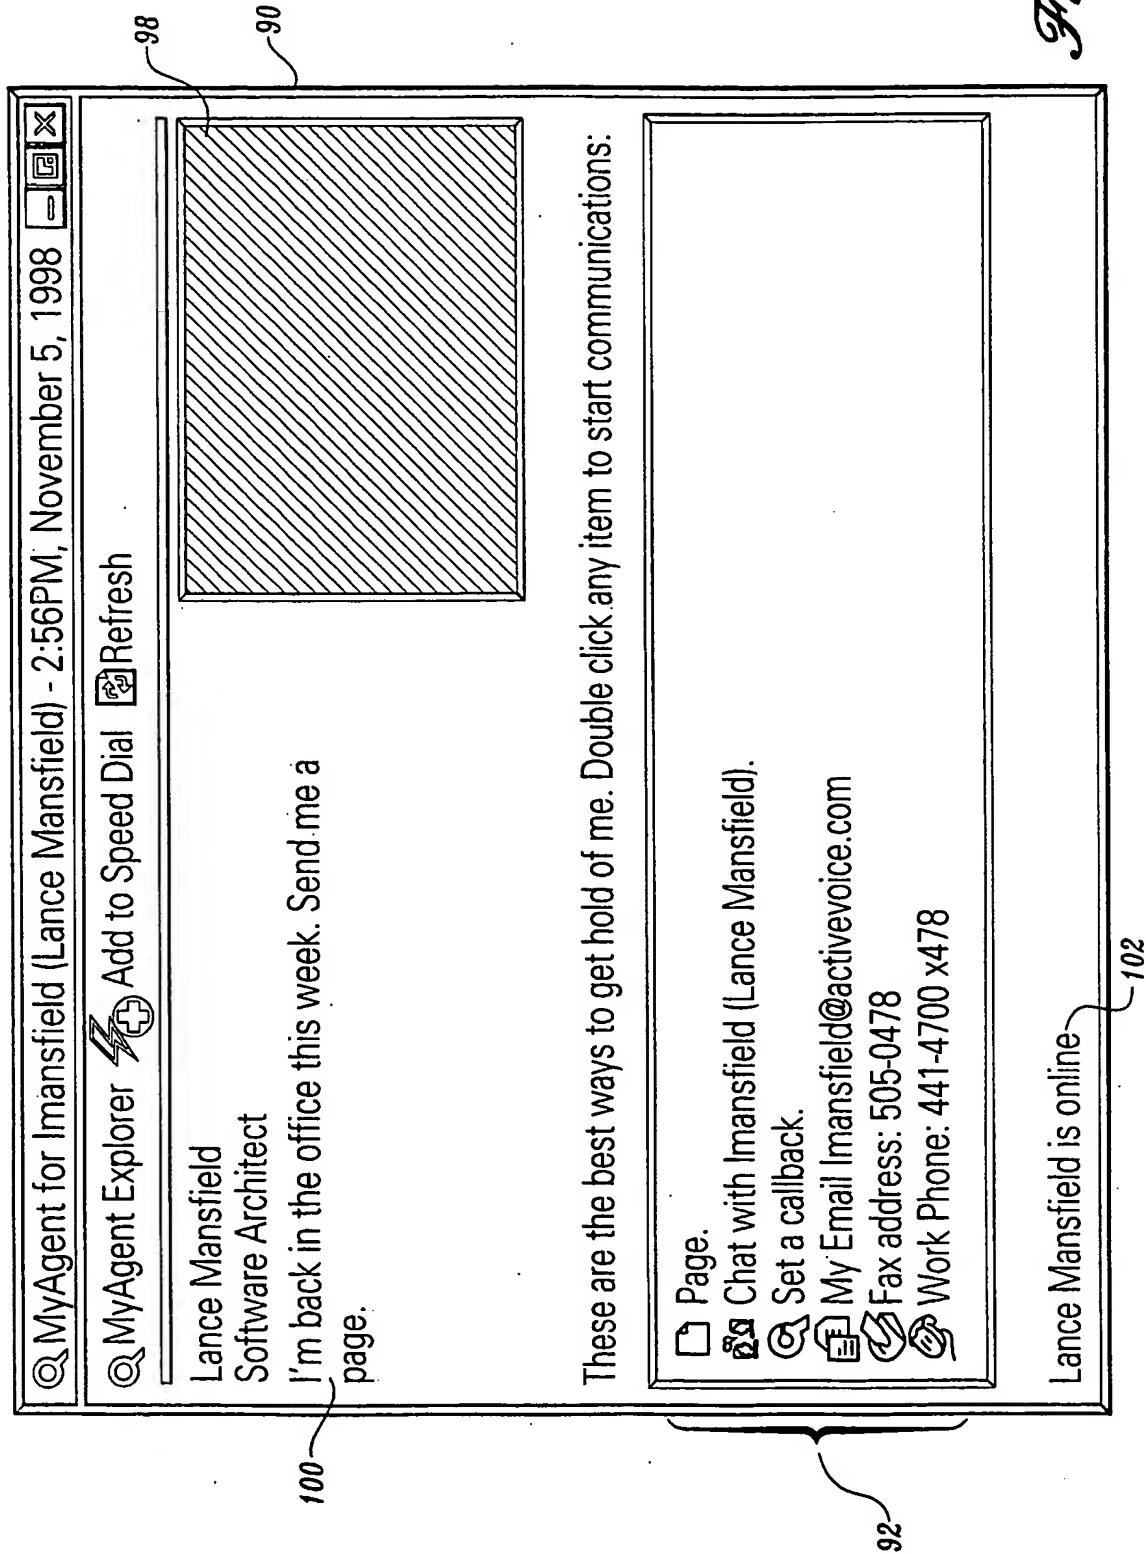 MyAgent for Imansfield (Lance Mansfield) - 2:56PM, November 5, 1998
MyAgent Explorer Add to Speed Dial Refresh
98
90
Lance Mansfield
Software Architect
I'm back in the office this week. Send me a
page.
100
These are the best ways to get hold of me. Double click any item to start communications:
Page.
Chat with Imansfield (Lance Mansfield).
Set a callback.
My Email Imansfield@activevoice.com
Fax address: 505-0478
Work Phone: 441-4700 x478
92
Lance Mansfield is online
102